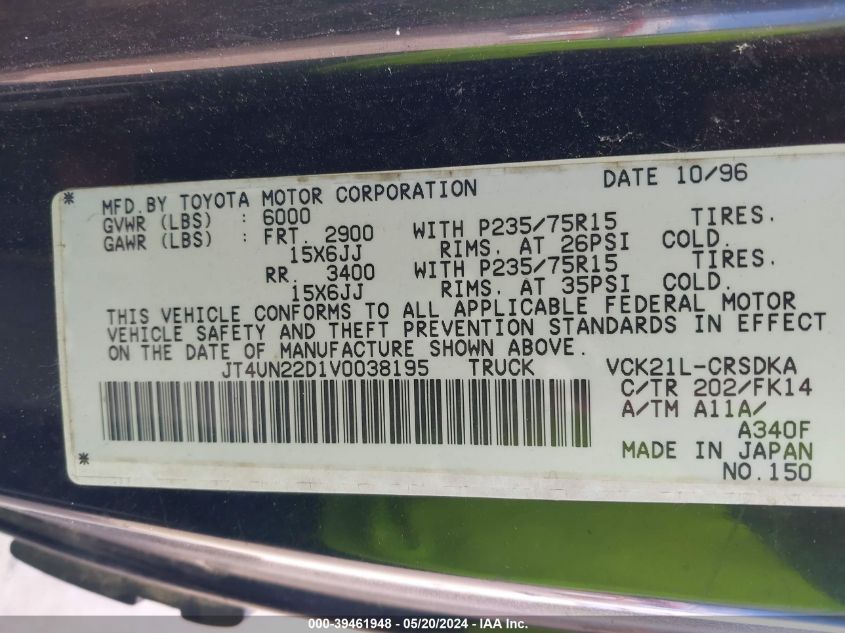 MFD.BY TOYOTA MOTOR CORPORATION DATE 10/96
GVWR (LBS) : 6000
GAWR (LBS) : FRT. 2900 WITH P235/75R15 TIRES.
15X6JJ RIMS. AT 26PSI COLD.
RR. 3400 WITH P235/75R15 TIRES.
15X6JJ RIMS. AT 35PSI COLD.
THIS VEHICLE CONFORMS TO ALL APPLICABLE FEDERAL MOTOR
VEHICLE SAFETY AND THEFT PREVENTION STANDARDS IN EFFECT
ON THE DATE OF MANUFACTURE SHOWN ABOVE.
JT4UN22D1V0038195 TRUCK VCK21L-CRSDKA
C/TR 202/FK14
A/TM A11A/
A340F
MADE IN JAPAN
NO.150
000-39461948 - 05/20/2024 - IAA Inc.